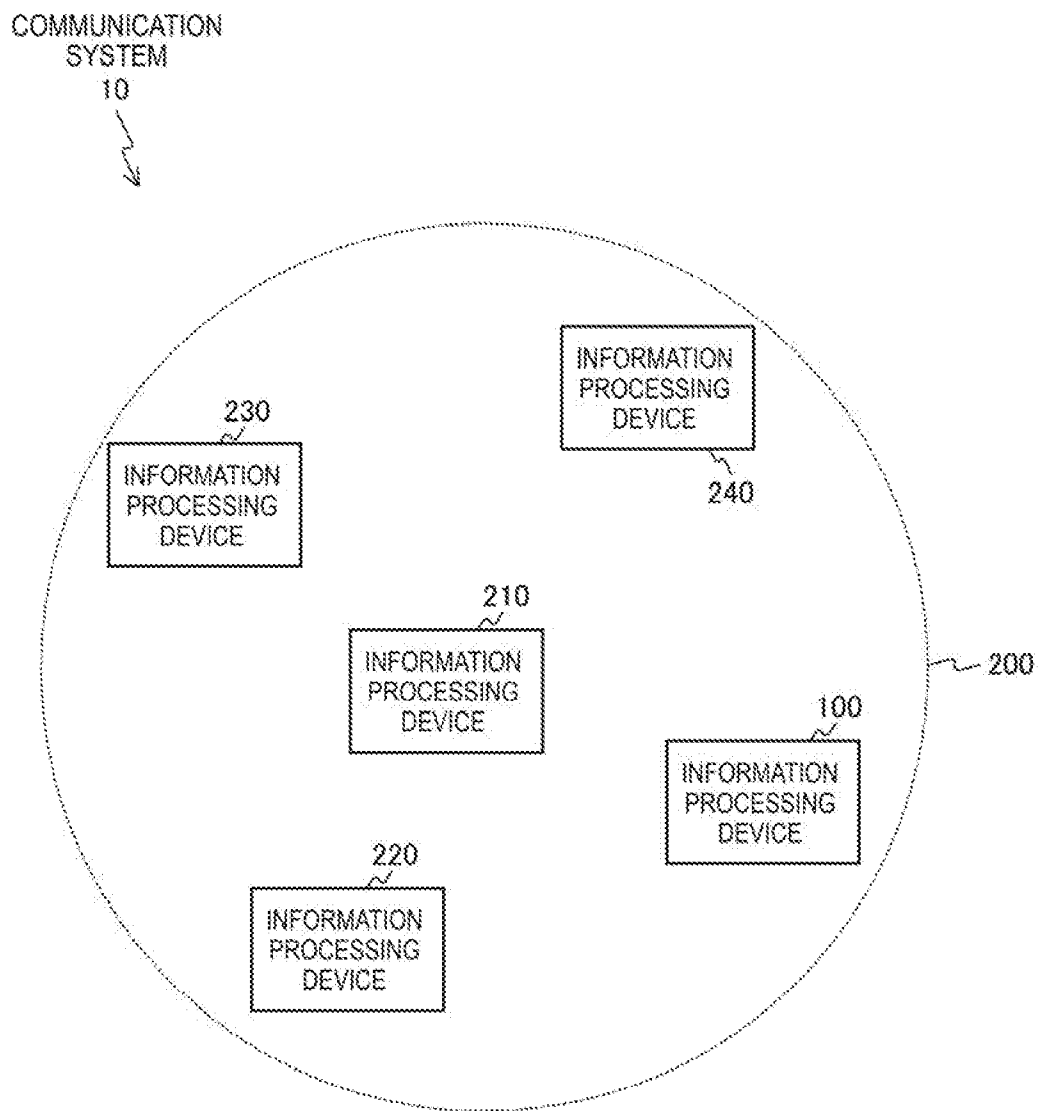 COMMUNICATION
SYSTEM
10
INFORMATION
PROCESSING
DEVICE
240
230
INFORMATION
PROCESSING
DEVICE
210
INFORMATION
PROCESSING
DEVICE
200
100
INFORMATION
PROCESSING
DEVICE
220
INFORMATION
PROCESSING
DEVICE